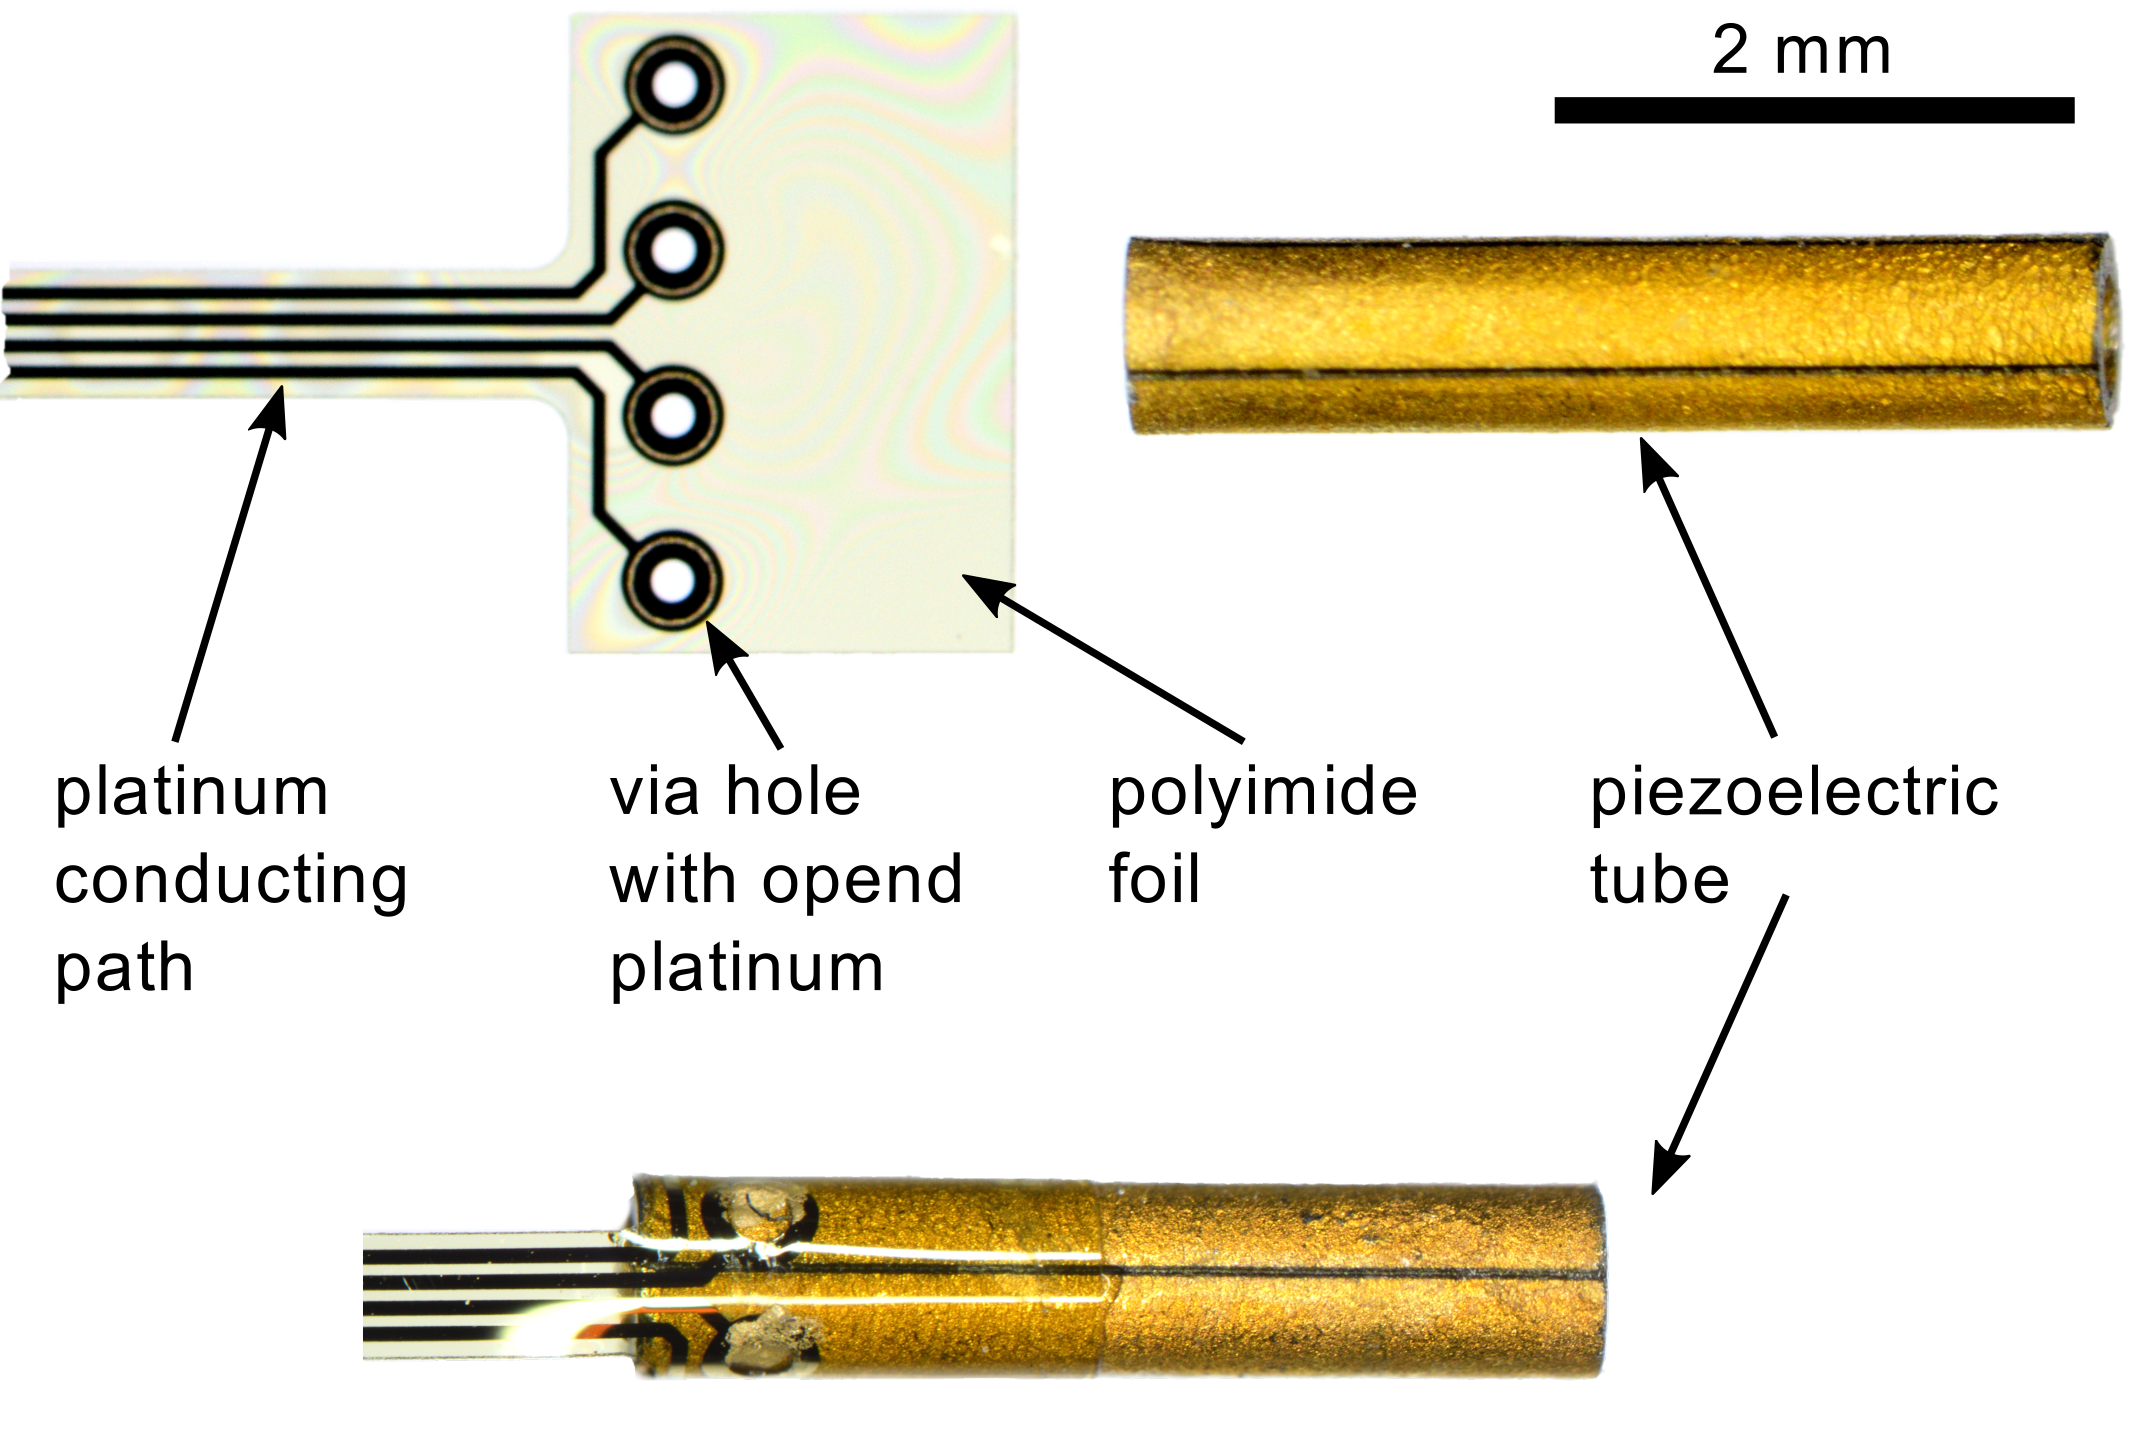 2 mm
platinum
conducting
path
via hole
with opend
platinum
polyimide
foil
piezoelectric
tube